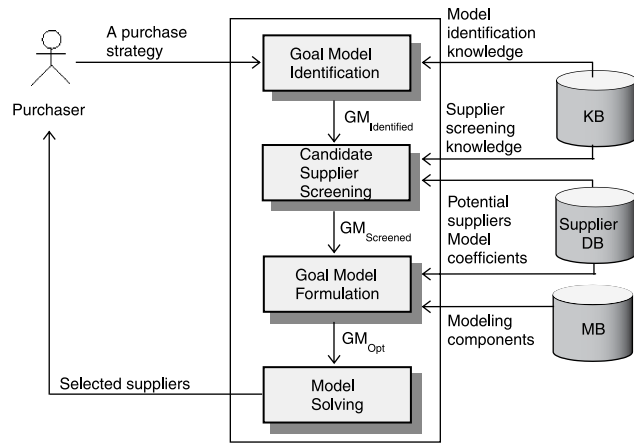 A purchase
strategy
Purchaser
Goal Model
Identification
Model
identification
knowledge
KB
GM Identified
Supplier
screening
knowledge
Candidate
Supplier
Screening
Potential
suppliers
Model
coefficients
Supplier
DB
GM Screened
Goal Model
Formulation
Modeling
components
MB
GM Opt
Selected suppliers
Model
Solving